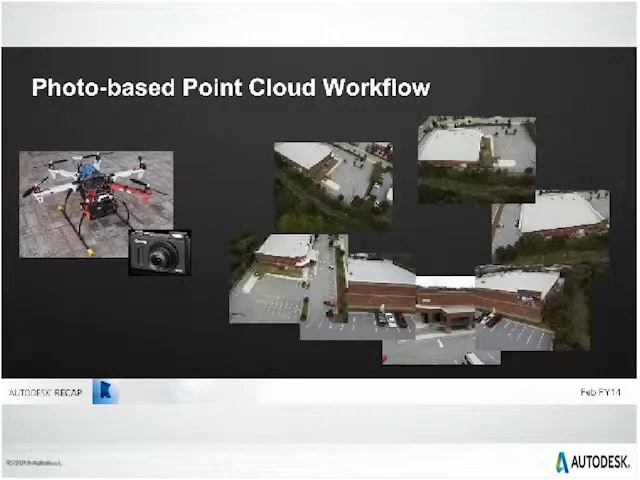 Photo-based Point Cloud Workflow
AUTODESK® RECAP
Feb FY14
AUTODESK.